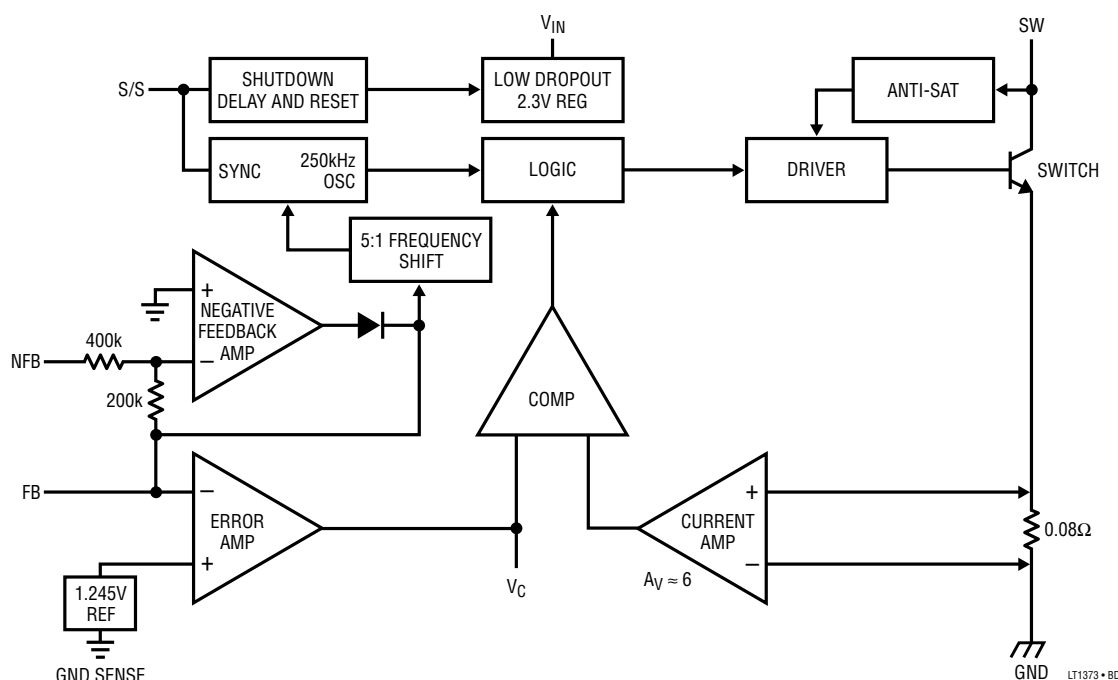 V_IN
SW
S/S
SHUTDOWN
DELAY AND RESET
LOW DROPOUT
2.3V REG
ANTI-SAT
SYNC
250kHz
OSC
LOGIC
DRIVER
SWITCH
5:1 FREQUENCY
SHIFT
+
NEGATIVE
FEEDBACK
AMP
–
NFB
400k
200k
COMP
FB
–
ERROR
AMP
+
+
CURRENT
AMP
–
0.08Ω
A_V ≈ 6
V_C
1.245V
REF
GND SENSE
GND
LT1373 •